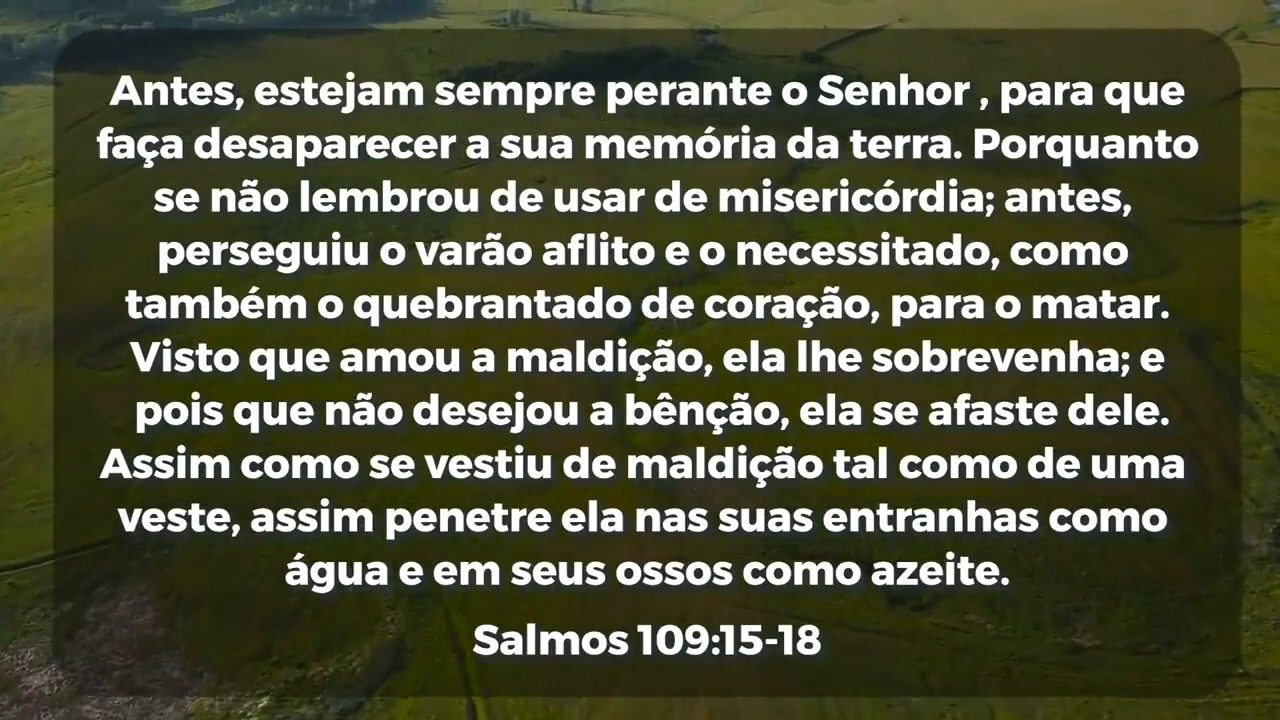 Antes, estejam sempre perante o Senhor , para que
faça desaparecer a sua memória da terra. Porquanto
se não lembrou de usar de misericórdia; antes,
perseguiu o varão aflito e o necessitado, como
também o quebrantado de coração, para o matar.
Visto que amou a maldição, ela lhe sobrevenha; e
pois que não desejou a bênção, ela se afaste dele.
Assim como se vestiu de maldição tal como de uma
veste, assim penetre ela nas suas entranhas como
água e em seus ossos como azeite.
Salmos 109:15-18